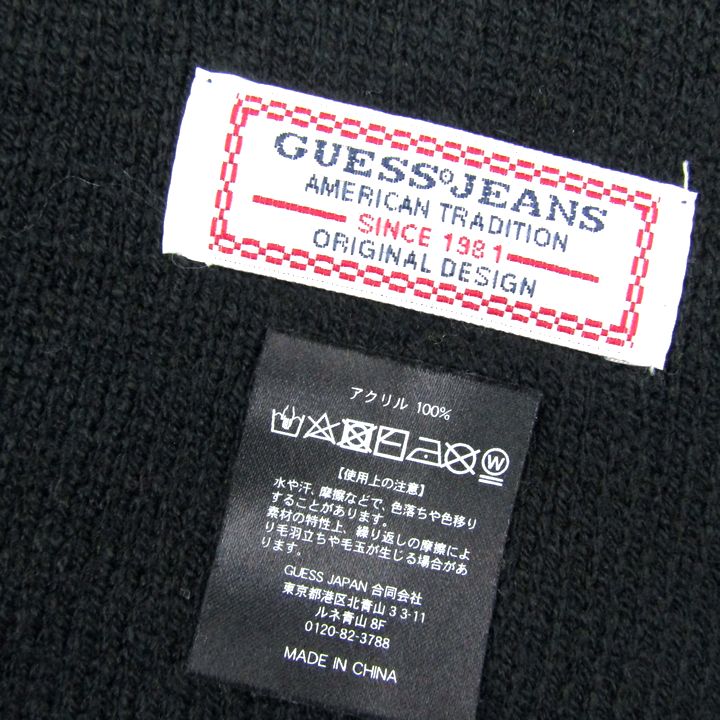 GUESS®JEANS
AMERICAN TRADITION
SINCE 1981
ORIGINAL DESIGN
アクリル 100%
W
【使用上の注意】
水や汗、摩擦などで、色落ちや色移り
することがあります。
素材の特性上、繰り返しの摩擦によ
り毛羽立ちや毛玉が生じる場合があ
ります。
GUESS JAPAN 合同会社
東京都港区北青山 3 3-11
ルネ青山 8F
0120-82-3788
MADE IN CHINA